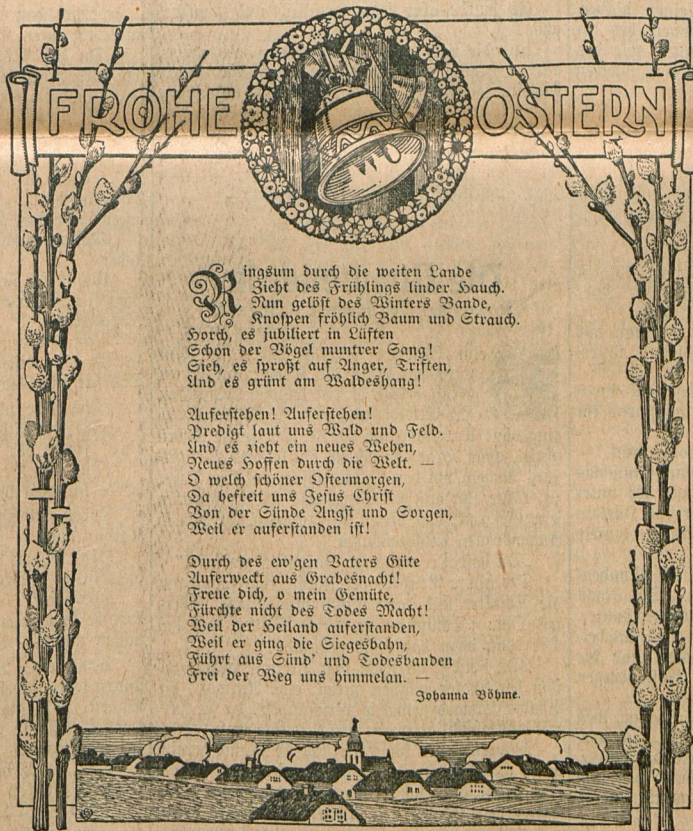 FROHE OSTERN
Ringsum durch die weiten Lande
Zieht des Frühlings linder Hauch.
Nun gelöst des Winters Bande,
Knospen fröhlich Baum und Strauch.
Horch, es jubiliert in Lüften
Schon der Vögel muntrer Sang!
Sieh, es sproßt auf Anger, Triften,
Und es grünt am Waldeshang!

Auferstehen! Auferstehen!
Predigt laut uns Wald und Feld.
Und es zieht ein neues Wehen,
Neues Hoffen durch die Welt. —
O welch schöner Ostermorgen,
Da befreit uns Jesus Christ
Von der Sünde Angst und Sorgen,
Weil er auferstanden ist!

Durch des ew'gen Vaters Güte
Auferweckt aus Grabesnacht!
Freue dich, o mein Gemüte,
Fürchte nicht des Todes Macht!
Weil der Heiland auferstanden,
Weil er ging die Siegesbahn,
Führt aus Sünd' und Todesbanden
Frei der Weg uns himmelan. —
Johanna Böhme.